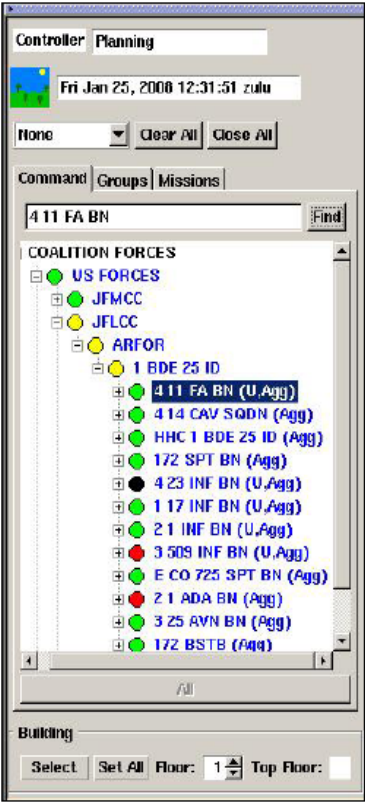 Controller Planning
Fri Jan 25, 2008 12:31:51 zulu
None Clear All Close All
Command Groups Missions
4 11 FA BN Find
COALITION FORCES
US FORCES
JFMCC
JFLCC
ARFOR
1 BDE 25 ID
4 11 FA BN (U,Agg)
4 14 CAV SQDN (Agg)
HHC 1 BDE 25 ID (Agg)
172 SPT BN (Agg)
4 23 INF BN (U,Agg)
1 17 INF BN (U,Agg)
2 1 INF BN (U,Agg)
3 509 INF BN (U,Agg)
E CO 725 SPT BN (Agg)
2 1 ADA BN (Agg)
3 25 AVN BN (Agg)
172 BSTB (Agg)
All
Building
Select Set All Floor: 1 Top Floor: